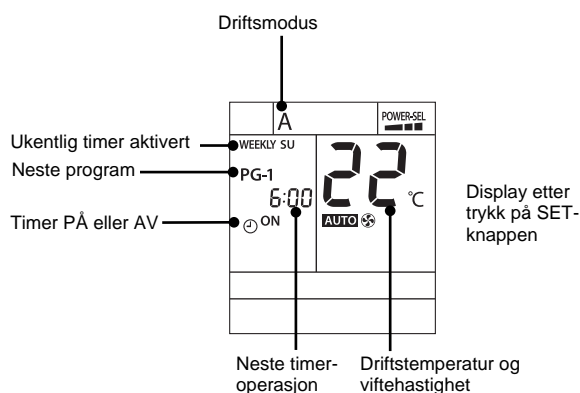 Driftsmodus
A
POWER-SEL
Ukentlig timer aktivert
WEEKLY SU
Neste program
PG-1
6:00
22 °C
Timer PÅ eller AV
ON
AUTO
Display etter
trykk på SET-
knappen
Neste timer-
operasjon
Driftstemperatur og
viftehastighet